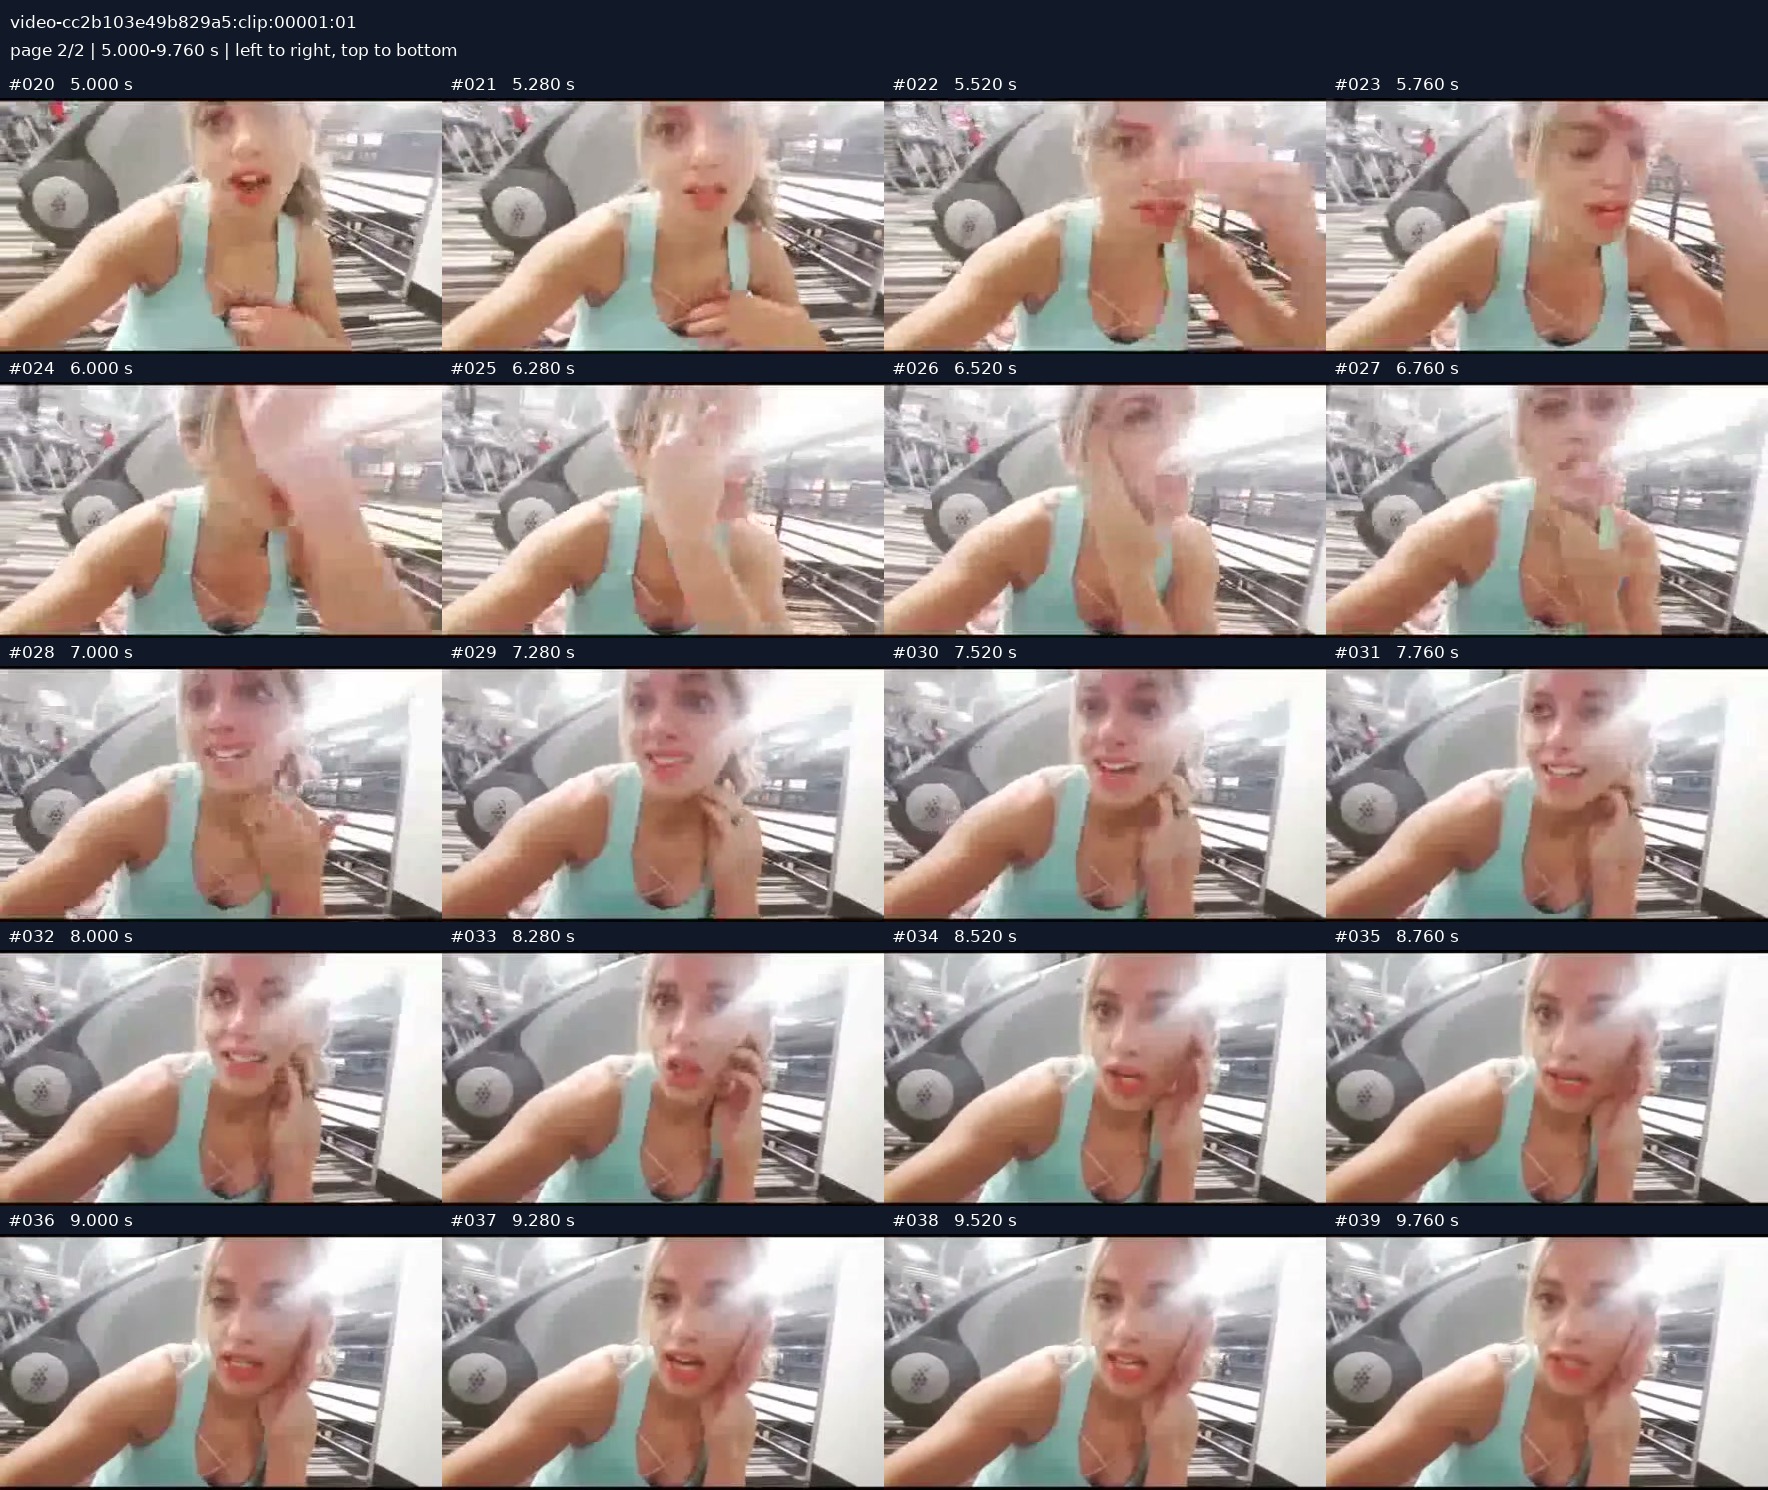 video-cc2b103e49b829a5:clip:00001:01
page 2/2 | 5.000-9.760 s | left to right, top to bottom
#020 5.000 s
#021 5.280 s
#022 5.520 s
#023 5.760 s
#024 6.000 s
#025 6.280 s
#026 6.520 s
#027 6.760 s
#028 7.000 s
#029 7.280 s
#030 7.520 s
#031 7.760 s
#032 8.000 s
#033 8.280 s
#034 8.520 s
#035 8.760 s
#036 9.000 s
#037 9.280 s
#038 9.520 s
#039 9.760 s